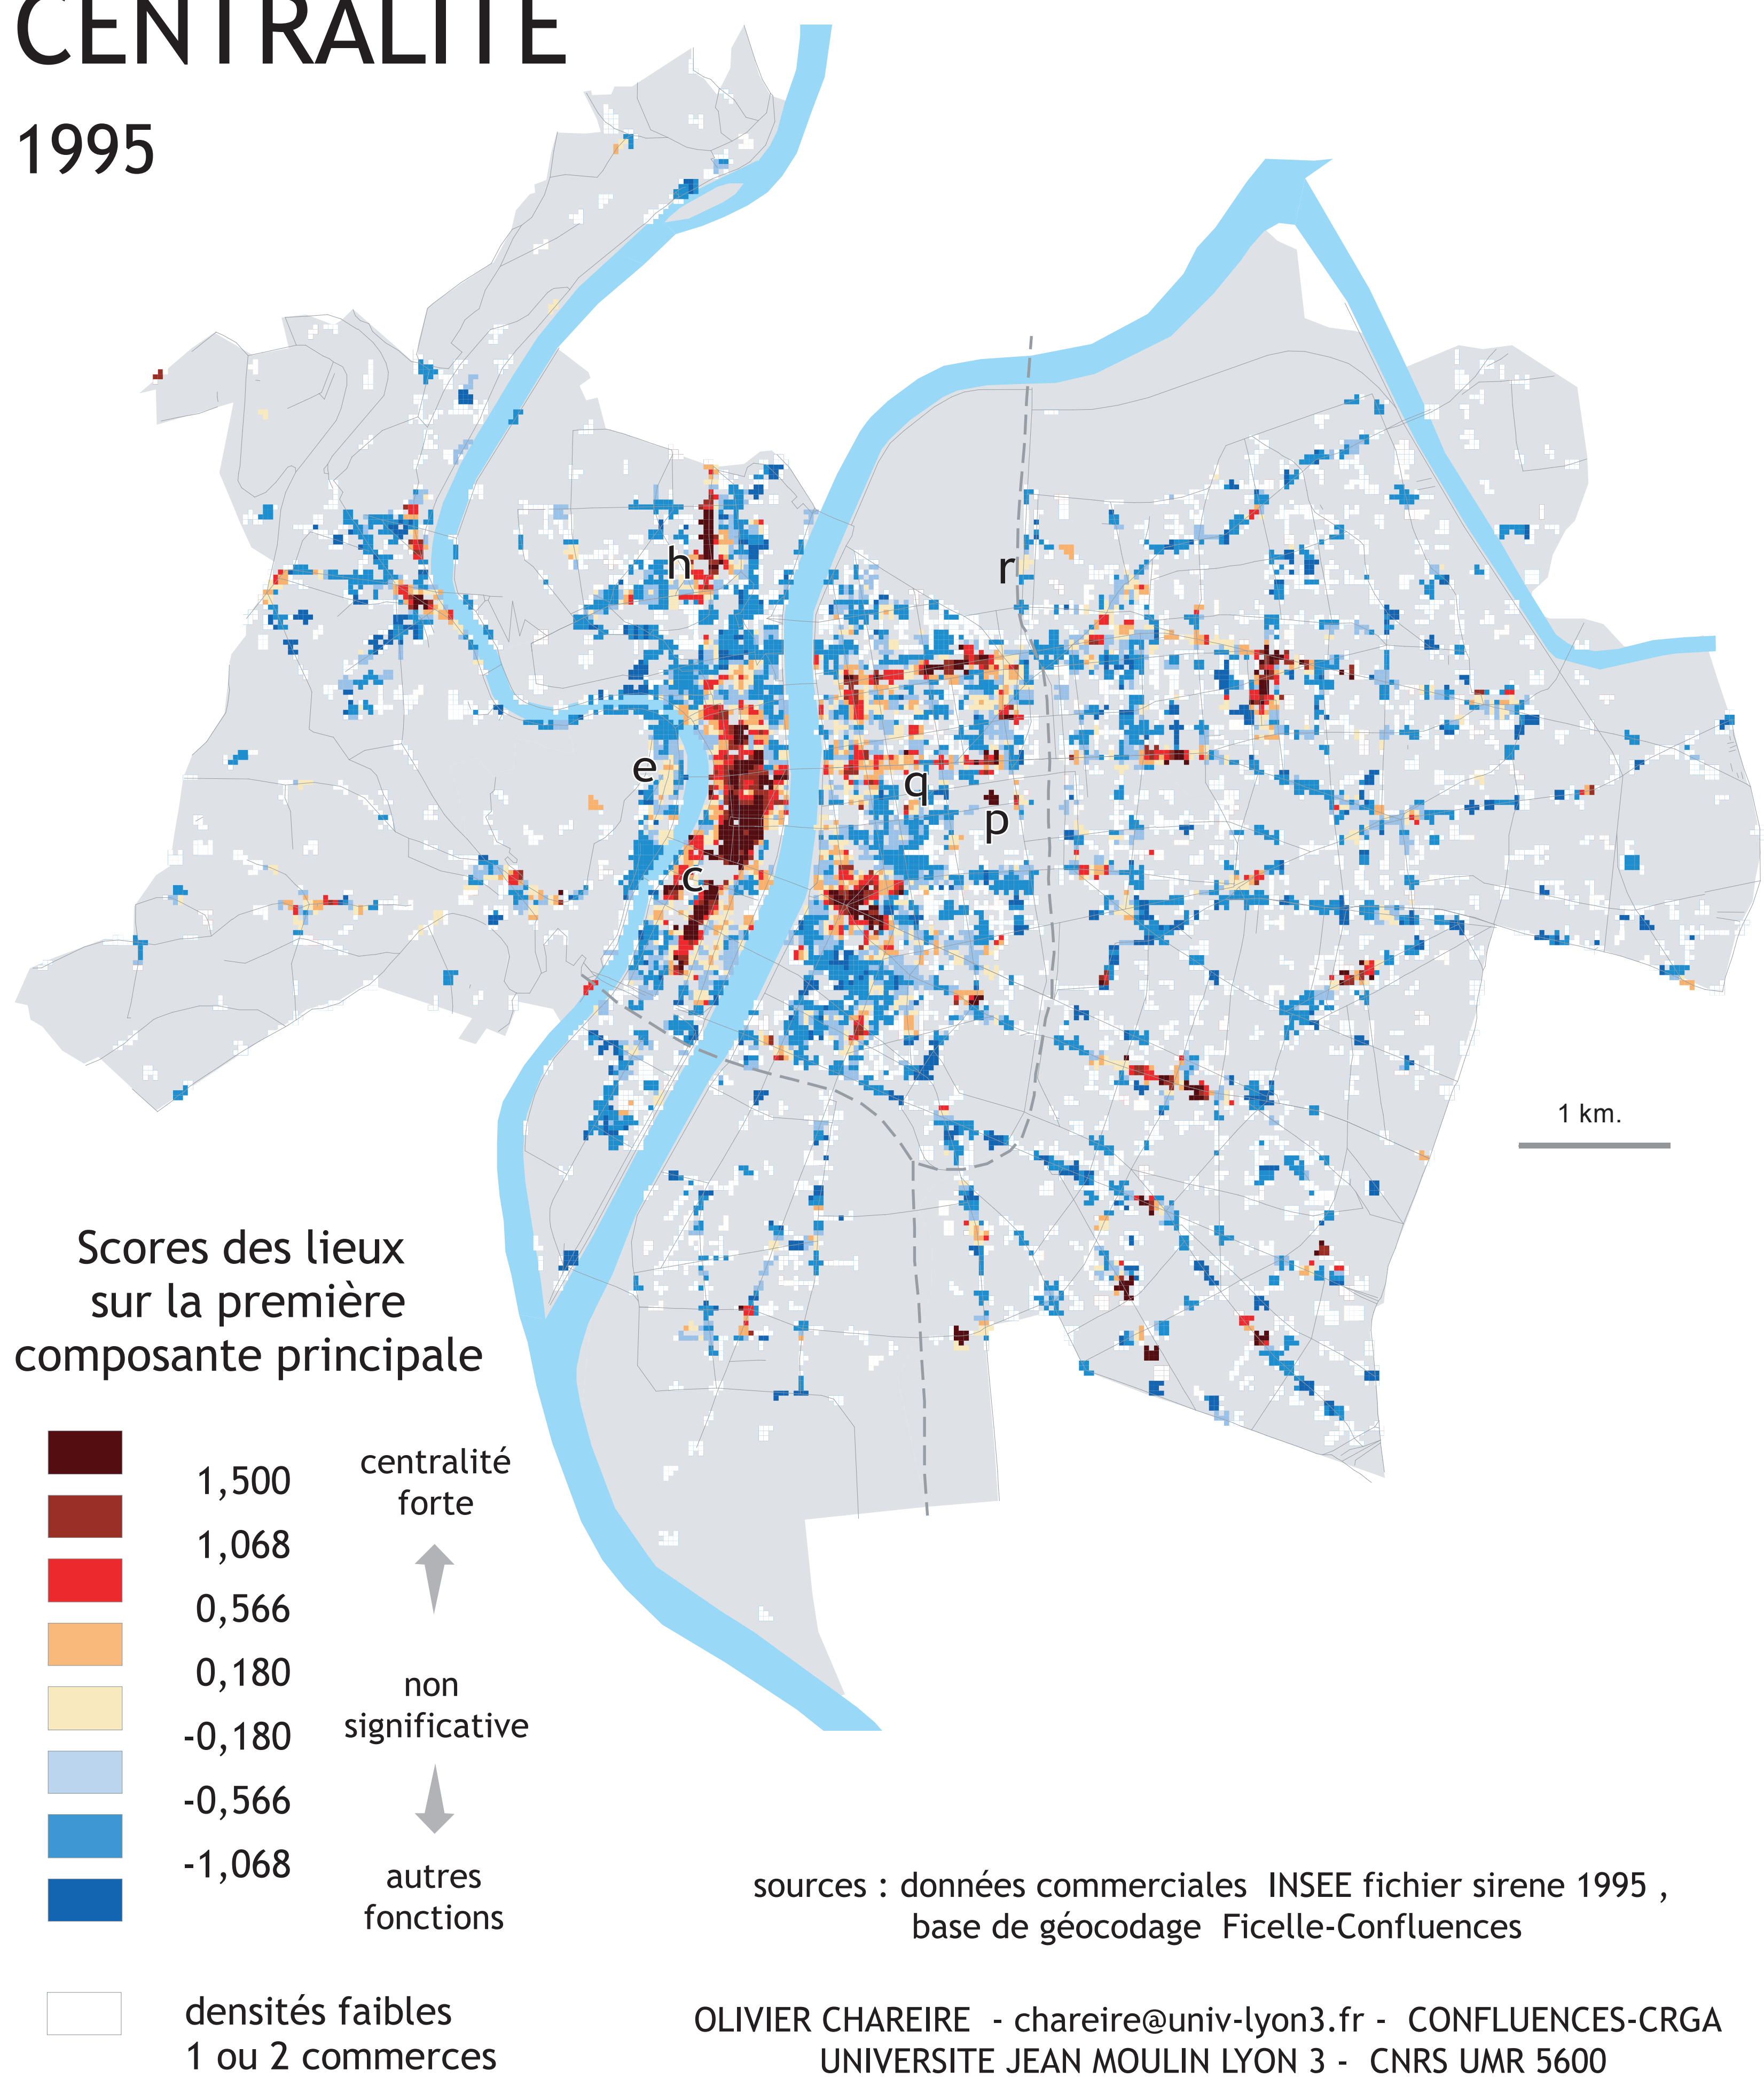 CENTRALITE
1995
h
r
e
q
p
c
1 km.
Scores des lieux
sur la première
composante principale
1,500
1,068
0,566
0,180
-0,180
-0,566
-1,068
centralité
forte
non
significative
autres
fonctions
densités faibles
1 ou 2 commerces
sources : données commerciales INSEE fichier sirene 1995 ,
base de géocodage Ficelle-Confluences
OLIVIER CHAREIRE - chareire@univ-lyon3.fr - CONFLUENCES-CRGA
UNIVERSITE JEAN MOULIN LYON 3 - CNRS UMR 5600